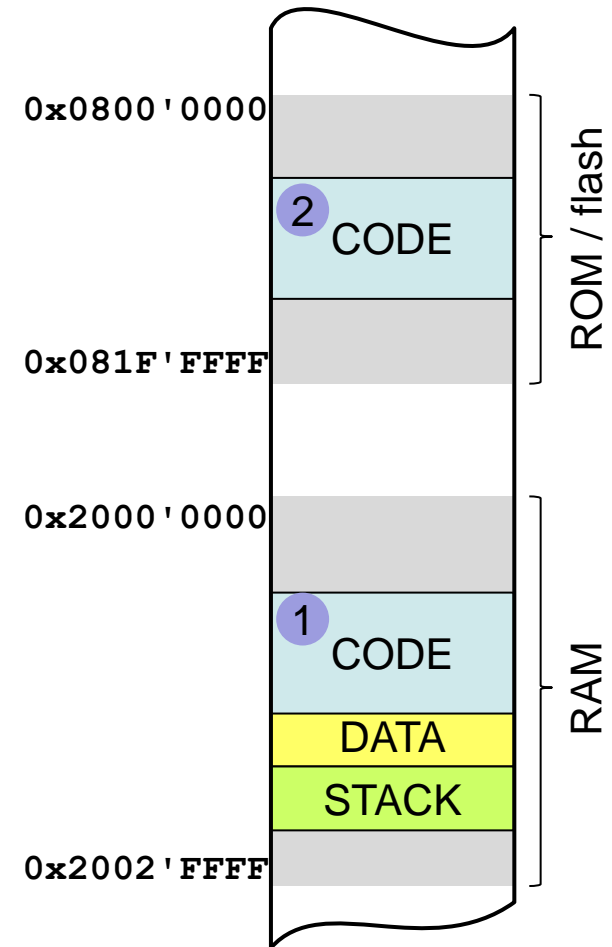 0x0800'0000
2
CODE
ROM / flash
0x081F'FFFF
0x2000'0000
1
CODE
RAM
DATA
STACK
0x2002'FFFF